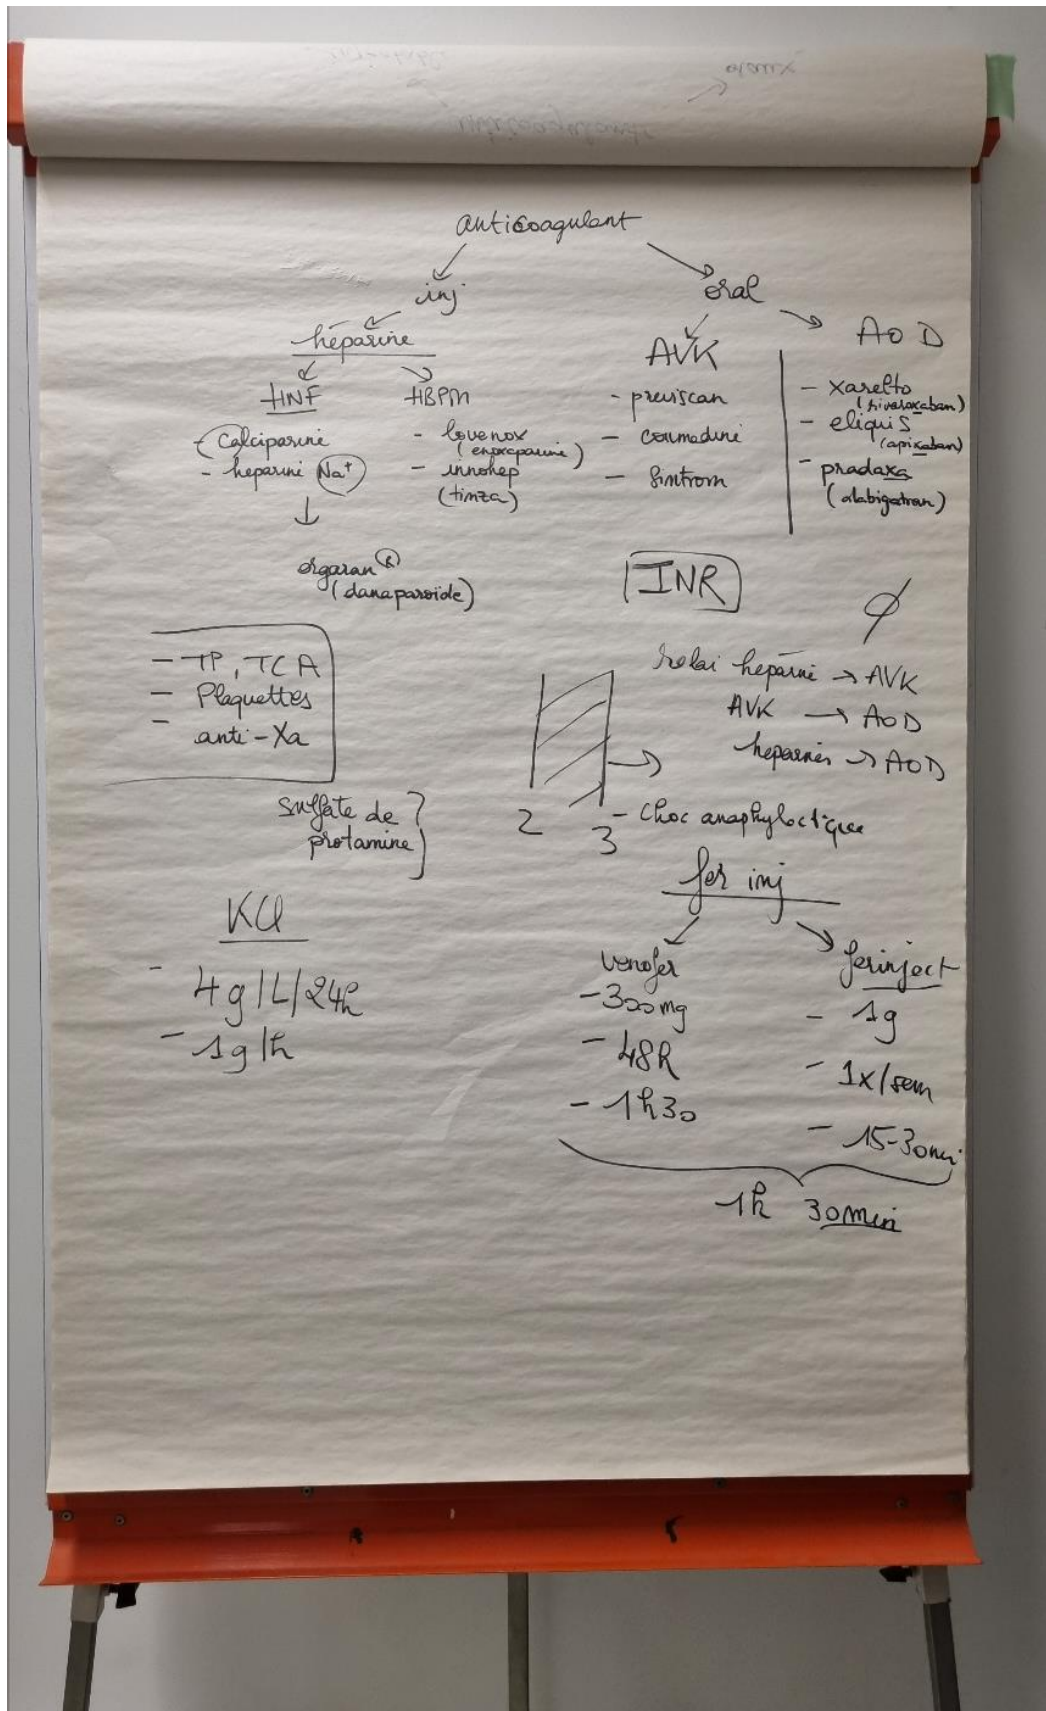 anticoagulant
inj
oral
héparine
HNF
HBPM
- Calciparine
- heparine Na+
- lovenox
(enoxaparine)
- innohep
(tinza)
orgaran ®
(danaparoïde)
AVK
- previscan
- coumadine
- Sintrom
AOD
- xarelto
(rivaroxaban)
- eliquis
(apixaban)
- pradaxa
(dabigatran)
INR
Ø
- TP, TCA
- Plaquettes
- anti-Xa
sulfate de
protamine
2
3
relai héparine → AVK
AVK → AOD
heparines → AOD
- Choc anaphylactique
KCl
- 4g/L/24h
- 1g/h
fer inj
venofer
- 300mg
- 48h
- 1h30
ferinject
- 1g
- 1x/sem
- 15-30min
1h 30min